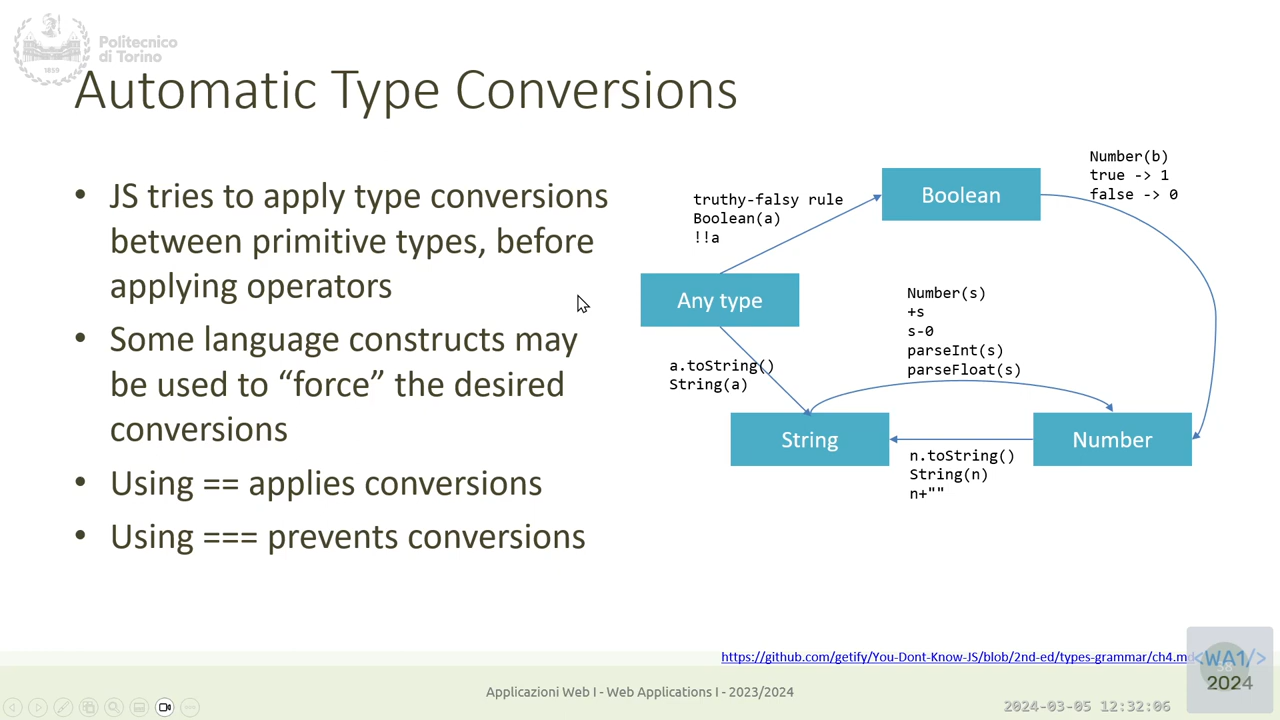 Politecnico
di Torino
1859
Automatic Type Conversions
• JS tries to apply type conversions
between primitive types, before
applying operators
• Some language constructs may
be used to “force” the desired
conversions
• Using == applies conversions
• Using === prevents conversions
truthy-falsy rule
Boolean(a)
!!a
Boolean
Number(b)
true -> 1
false -> 0
Any type
a.toString()
String(a)
Number(s)
+s
s-0
parseInt(s)
parseFloat(s)
String
Number
n.toString()
String(n)
n+""
https://github.com/getify/You-Dont-Know-JS/blob/2nd-ed/types-grammar/ch4.md
<WA1/>
2024
Applicazioni Web I - Web Applications I - 2023/2024
2024-03-05 12:32:06